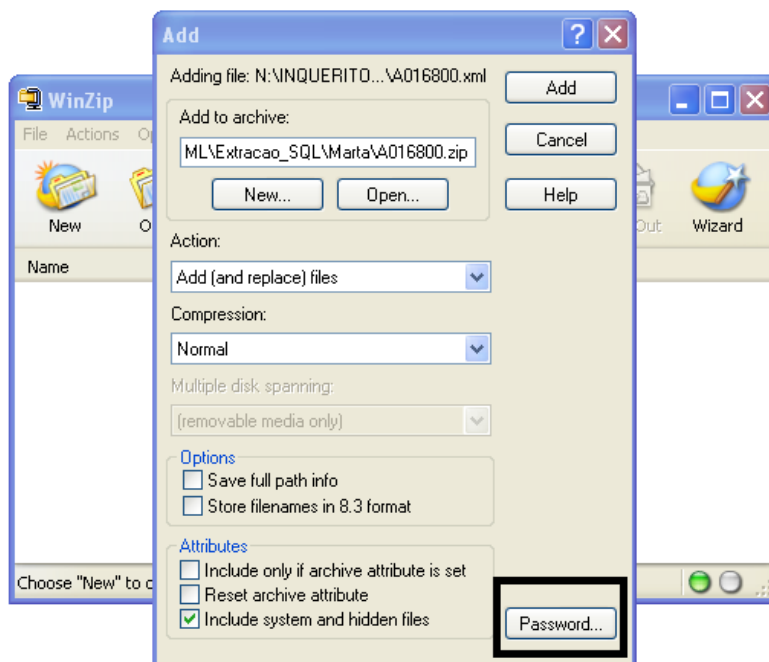 Add
Adding file: N:\INQUERITO...\A016800.xml
Add
WinZip
Add to archive:
File Actions
ML\Extracao_SQL\Marta\A016800.zip
Cancel
New... Open...
Help
New
Out
Wizard
Action:
Name
Add (and replace) files
Compression:
Normal
Multiple disk spanning:
(removable media only)
Options
Save full path info
Store filenames in 8.3 format
Attributes
Include only if archive attribute is set
Choose "New" to
Reset archive attribute
Include system and hidden files
Password...